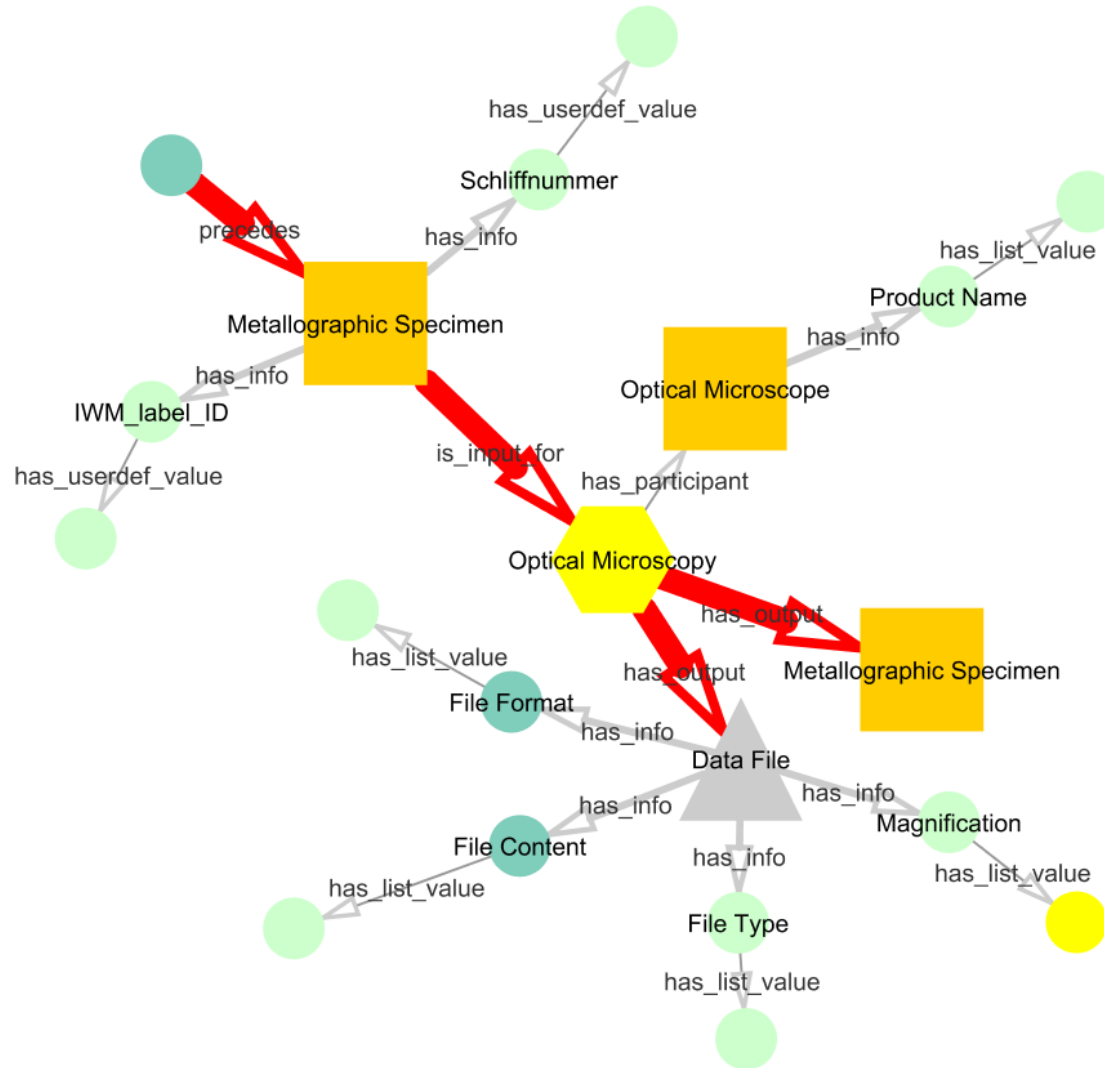 has_userdef_value
Schliffnummer
precedes
has_info
has_list_value
Product Name
Metallographic Specimen
has_info
has_info
Optical Microscope
IWM_label_ID
is_input_for
has_userdef_value
has_participant
Optical Microscopy
has_output
has_list_value
has_output
Metallographic Specimen
File Format
has_info
Data File
has_info
has_info
Magnification
File Content
has_info
has_list_value
has_list_value
File Type
has_list_value